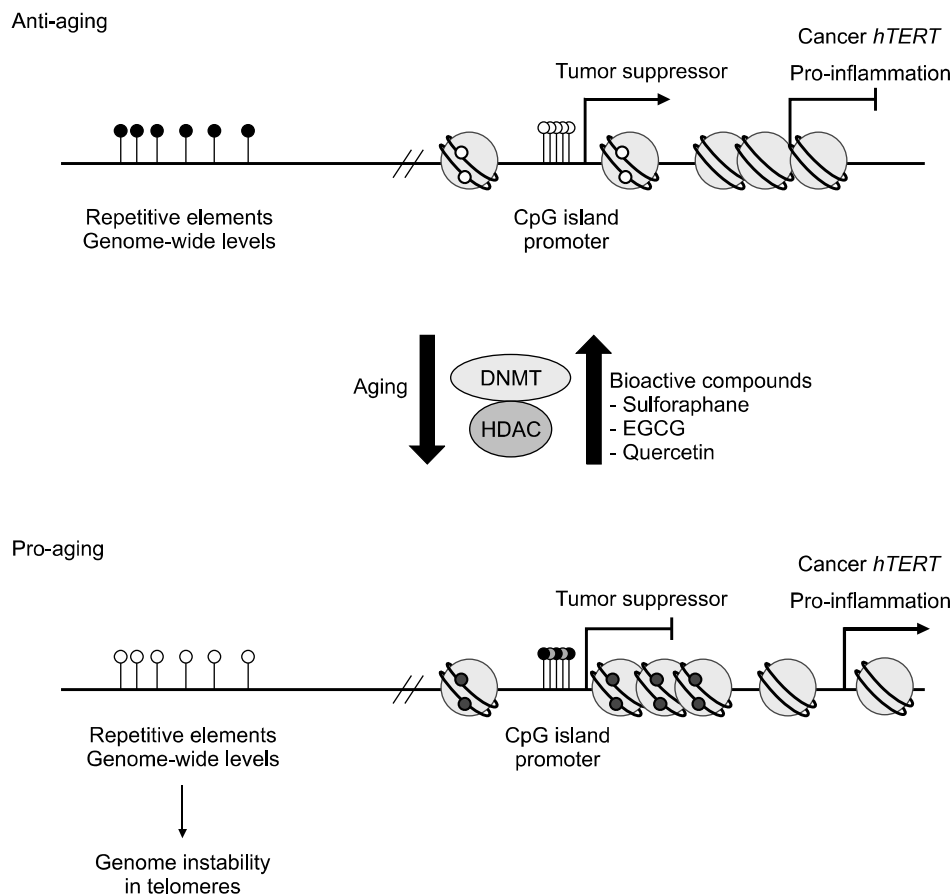 Anti-aging
Cancer hTERT
Tumor suppressor
Pro-inflammation
Repetitive elements
Genome-wide levels
CpG island
promoter
Aging
DNMT
HDAC
Bioactive compounds
- Sulforaphane
- EGCG
- Quercetin
Pro-aging
Cancer hTERT
Tumor suppressor
Pro-inflammation
Repetitive elements
Genome-wide levels
CpG island
promoter
Genome instability
in telomeres